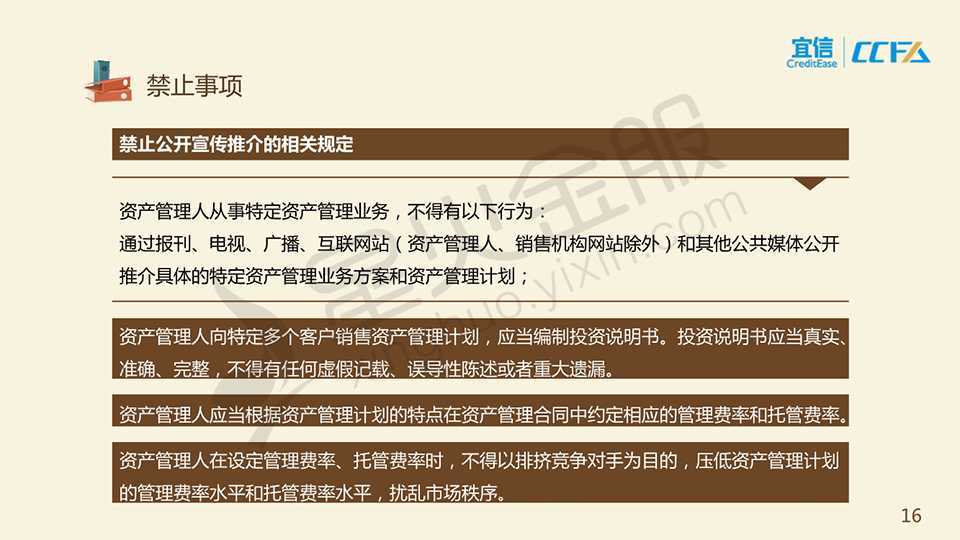 宜信
CreditEase
CCFA
禁止事项
禁止公开宣传推介的相关规定
资产管理人从事特定资产管理业务，不得有以下行为：
通过报刊、电视、广播、互联网站（资产管理人、销售机构网站除外）和其他公共媒体公开
推介具体的特定资产管理业务方案和资产管理计划；
资产管理人向特定多个客户销售资产管理计划，应当编制投资说明书。投资说明书应当真实、
准确、完整，不得有任何虚假记载、误导性陈述或者重大遗漏。
资产管理人应当根据资产管理计划的特点在资产管理合同中约定相应的管理费率和托管费率。
资产管理人在设定管理费率、托管费率时，不得以排挤竞争对手为目的，压低资产管理计划
的管理费率水平和托管费率水平，扰乱市场秩序。
星火金服
xinghuo.yixin.com
16